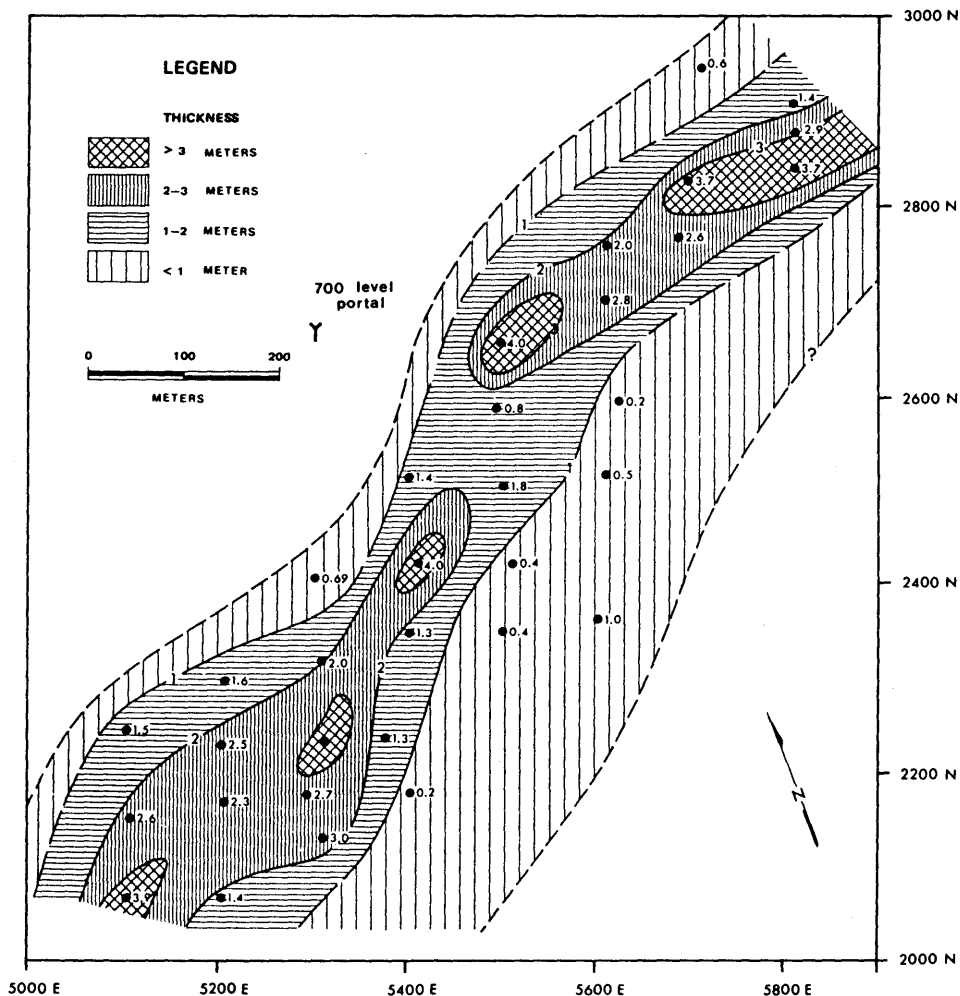 3000 N
LEGEND
THICKNESS
> 3 METERS
2–3 METERS
1–2 METERS
< 1 METER
700 level
portal
0 100 200
METERS
0.6
1.4
2.9
3
3.7
3.7
2800 N
1
2.0
2.6
2
2.8
3
4.0
?
2600 N
0.8
0.2
1.4
1.8
1
0.5
2400 N
4.0
0.4
0.69
1.3
0.4
1.0
2.0
2
1
1.6
1.5
2
2.5
1.3
N
2200 N
2.3
2.7
0.2
2.6
3.0
3.9
1.4
2000 N
5000 E 5200 E 5400 E 5600 E 5800 E